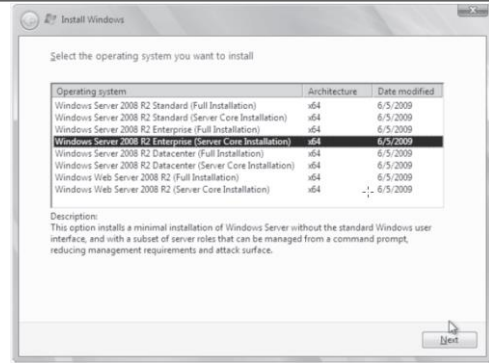 Install Windows
Select the operating system you want to install
Operating system Architecture Date modified
Windows Server 2008 R2 Standard (Full Installation) x64 6/5/2009
Windows Server 2008 R2 Standard (Server Core Installation) x64 6/5/2009
Windows Server 2008 R2 Enterprise (Full Installation) x64 6/5/2009
Windows Server 2008 R2 Enterprise (Server Core Installation) x64 6/5/2009
Windows Server 2008 R2 Datacenter (Full Installation) x64 6/5/2009
Windows Server 2008 R2 Datacenter (Server Core Installation) x64 6/5/2009
Windows Web Server 2008 R2 (Full Installation) x64 6/5/2009
Windows Web Server 2008 R2 (Server Core Installation) x64 6/5/2009
Description:
This option installs a minimal installation of Windows Server without the standard Windows user
interface, and with a subset of server roles that can be managed from a command prompt,
reducing management requirements and attack surface.
Next